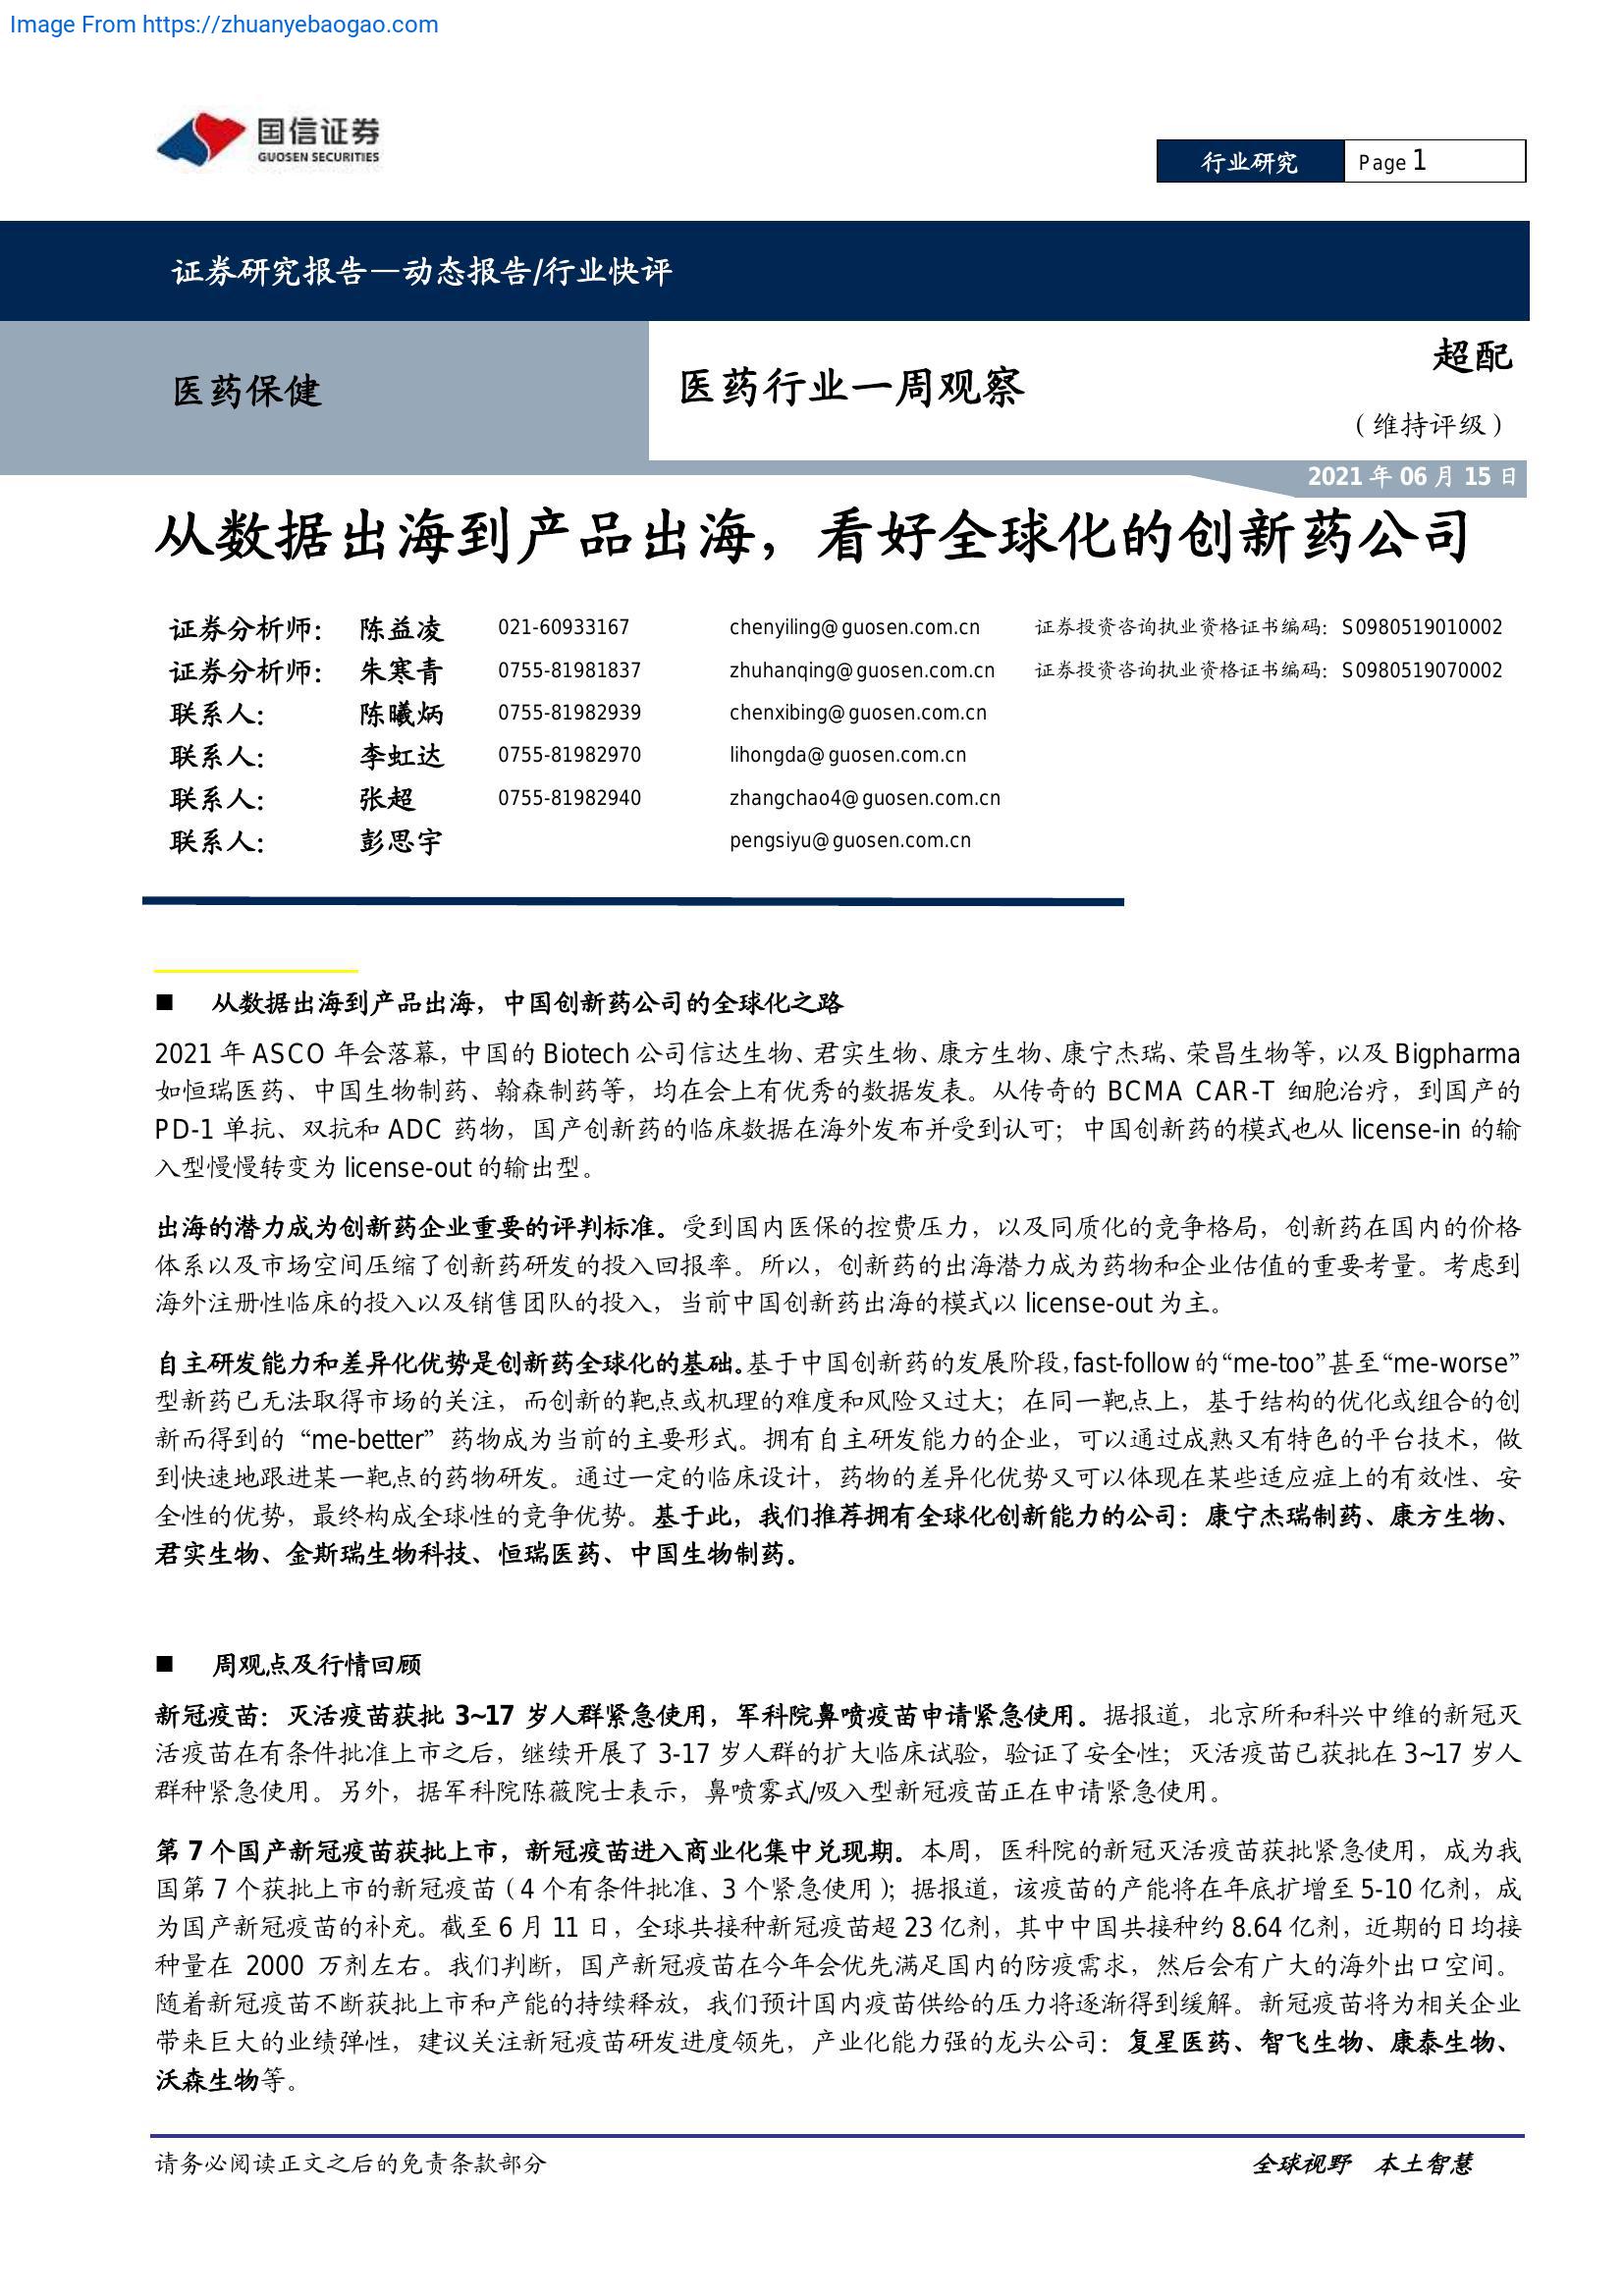 Image From https://zhuanyebaogao.com
国信证券
GUOSEN SECURITIES
行业研究 Page 1
证券研究报告—动态报告/行业快评
医药保健
医药行业一周观察
超配
（维持评级）
2021 年 06 月 15 日
从数据出海到产品出海，看好全球化的创新药公司
证券分析师： 陈益凌 021-60933167 chenyiling@guosen.com.cn 证券投资咨询执业资格证书编码：S0980519010002
证券分析师： 朱寒青 0755-81981837 zhuhanqing@guosen.com.cn 证券投资咨询执业资格证书编码：S0980519070002
联系人： 陈曦炳 0755-81982939 chenxibing@guosen.com.cn
联系人： 李虹达 0755-81982970 lihongda@guosen.com.cn
联系人： 张超 0755-81982940 zhangchao4@guosen.com.cn
联系人： 彭思宇 pengsiyu@guosen.com.cn
■ 从数据出海到产品出海，中国创新药公司的全球化之路
2021 年 ASCO 年会落幕，中国的 Biotech 公司信达生物、君实生物、康方生物、康宁杰瑞、荣昌生物等，以及 Bigpharma
如恒瑞医药、中国生物制药、翰森制药等，均在会上有优秀的数据发表。从传奇的 BCMA CAR-T 细胞治疗，到国产的
PD-1 单抗、双抗和 ADC 药物，国产创新药的临床数据在海外发布并受到认可；中国创新药的模式也从 license-in 的输
入型慢慢转变为 license-out 的输出型。
出海的潜力成为创新药企业重要的评判标准。受到国内医保的控费压力，以及同质化的竞争格局，创新药在国内的价格
体系以及市场空间压缩了创新药研发的投入回报率。所以，创新药的出海潜力成为药物和企业估值的重要考量。考虑到
海外注册性临床的投入以及销售团队的投入，当前中国创新药出海的模式以 license-out 为主。
自主研发能力和差异化优势是创新药全球化的基础。基于中国创新药的发展阶段，fast-follow 的“me-too”甚至“me-worse”
型新药已无法取得市场的关注，而创新的靶点或机理的难度和风险又过大；在同一靶点上，基于结构的优化或组合的创
新而得到的“me-better”药物成为当前的主要形式。拥有自主研发能力的企业，可以通过成熟又有特色的平台技术，做
到快速地跟进某一靶点的药物研发。通过一定的临床设计，药物的差异化优势又可以体现在某些适应症上的有效性、安
全性的优势，最终构成全球性的竞争优势。基于此，我们推荐拥有全球化创新能力的公司：康宁杰瑞制药、康方生物、
君实生物、金斯瑞生物科技、恒瑞医药、中国生物制药。
■ 周观点及行情回顾
新冠疫苗：灭活疫苗获批 3~17 岁人群紧急使用，军科院鼻喷疫苗申请紧急使用。据报道，北京所和科兴中维的新冠灭
活疫苗在有条件批准上市之后，继续开展了 3-17 岁人群的扩大临床试验，验证了安全性；灭活疫苗已获批在 3~17 岁人
群种紧急使用。另外，据军科院陈薇院士表示，鼻喷雾式/吸入型新冠疫苗正在申请紧急使用。
第 7 个国产新冠疫苗获批上市，新冠疫苗进入商业化集中兑现期。本周，医科院的新冠灭活疫苗获批紧急使用，成为我
国第 7 个获批上市的新冠疫苗（4 个有条件批准、3 个紧急使用）；据报道，该疫苗的产能将在年底扩增至 5-10 亿剂，成
为国产新冠疫苗的补充。截至 6 月 11 日，全球共接种新冠疫苗超 23 亿剂，其中中国共接种约 8.64 亿剂，近期的日均接
种量在 2000 万剂左右。我们判断，国产新冠疫苗在今年会优先满足国内的防疫需求，然后会有广大的海外出口空间。
随着新冠疫苗不断获批上市和产能的持续释放，我们预计国内疫苗供给的压力将逐渐得到缓解。新冠疫苗将为相关企业
带来巨大的业绩弹性，建议关注新冠疫苗研发进度领先，产业化能力强的龙头公司：复星医药、智飞生物、康泰生物、
沃森生物等。
请务必阅读正文之后的免责条款部分 全球视野 本土智慧